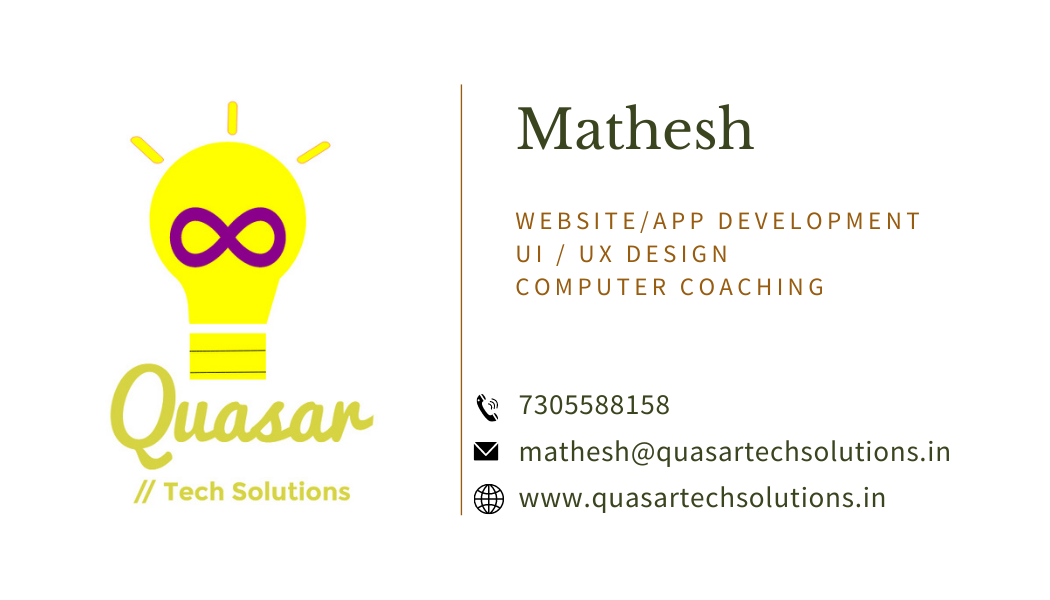 Quasar
// Tech Solutions
Mathesh
WEBSITE/APP DEVELOPMENT
UI / UX DESIGN
COMPUTER COACHING
7305588158
mathesh@quasartechsolutions.in
www.quasartechsolutions.in